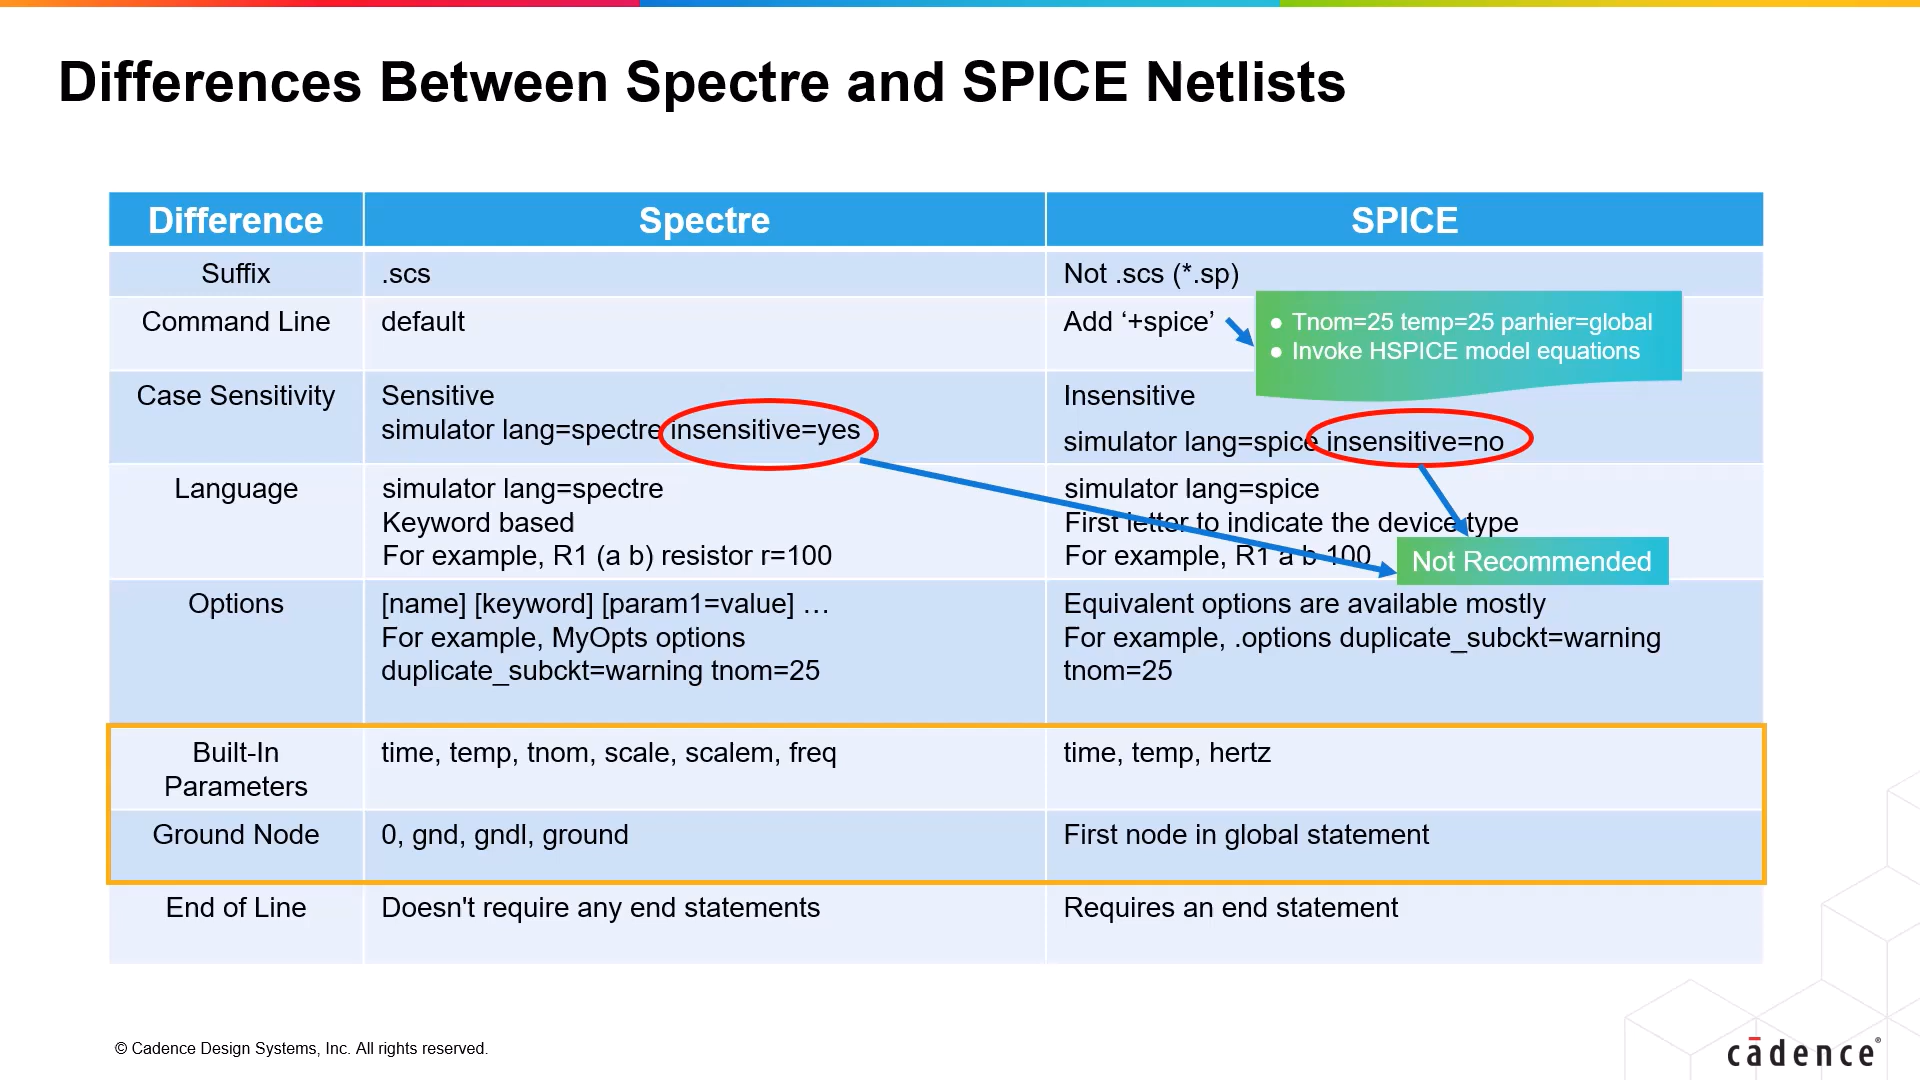 Differences Between Spectre and SPICE Netlists
Difference
Spectre
SPICE
Suffix
.scs
Not .scs (*.sp)
Command Line
default
Add ‘+spice’
● Tnom=25 temp=25 parhier=global
● Invoke HSPICE model equations
Case Sensitivity
Sensitive
simulator lang=spectre insensitive=yes
Insensitive
simulator lang=spice insensitive=no
Language
simulator lang=spectre
Keyword based
For example, R1 (a b) resistor r=100
simulator lang=spice
First letter to indicate the device type
For example, R1 a b 100
Not Recommended
Options
[name] [keyword] [param1=value] …
For example, MyOpts options
duplicate_subckt=warning tnom=25
Equivalent options are available mostly
For example, .options duplicate_subckt=warning
tnom=25
Built-In
Parameters
time, temp, tnom, scale, scalem, freq
time, temp, hertz
Ground Node
0, gnd, gndl, ground
First node in global statement
End of Line
Doesn't require any end statements
Requires an end statement
© Cadence Design Systems, Inc. All rights reserved.
cādence®